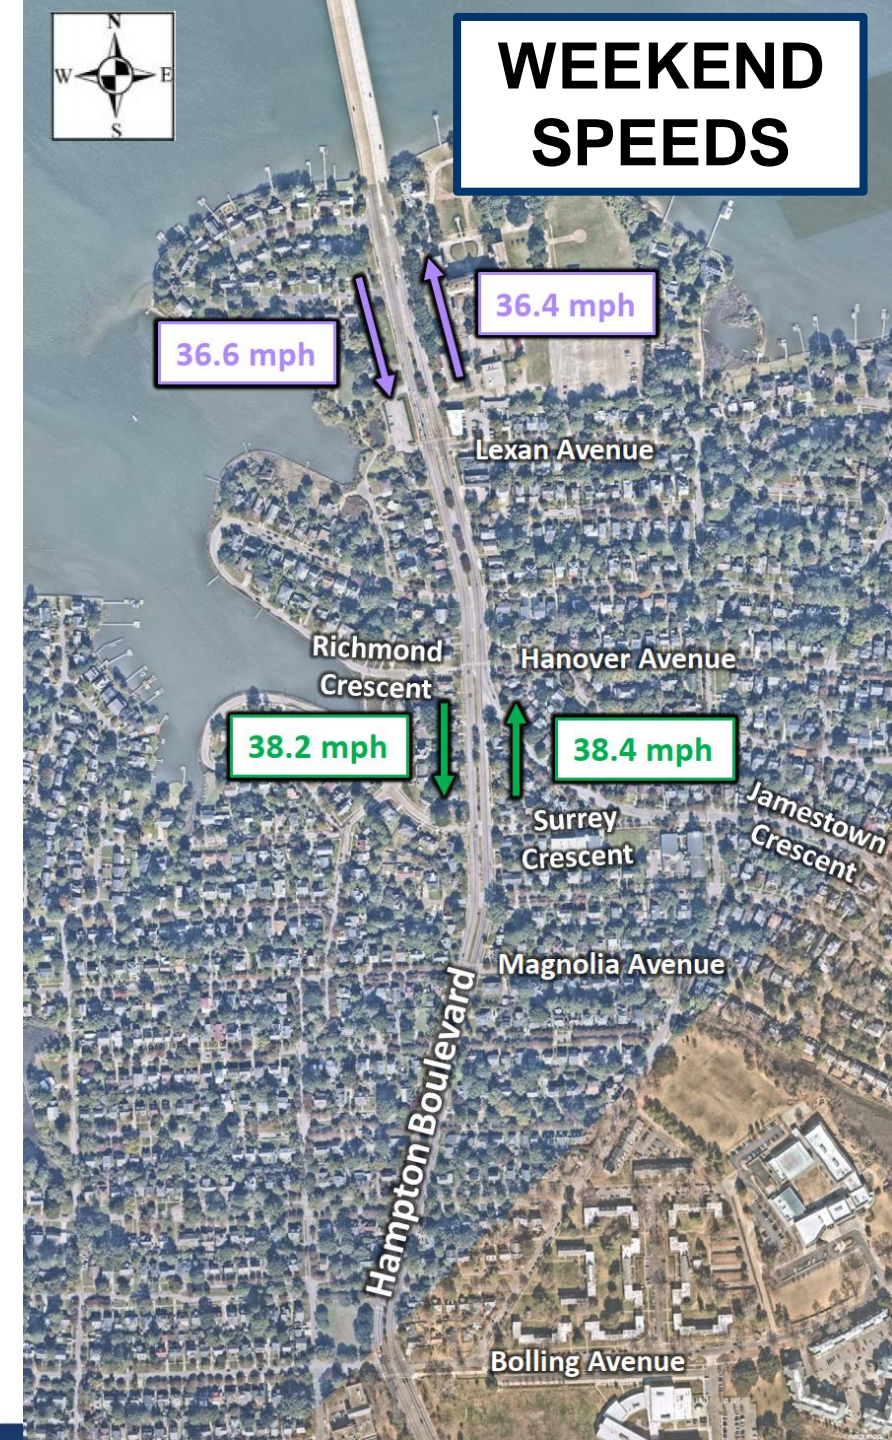 WEEKEND
SPEEDS
N
W E
S
36.4 mph
36.6 mph
Lexan Avenue
Richmond
Crescent
Hanover Avenue
38.2 mph
38.4 mph
Jamestown
Crescent
Surrey
Crescent
Magnolia Avenue
Hampton Boulevard
Bolling Avenue